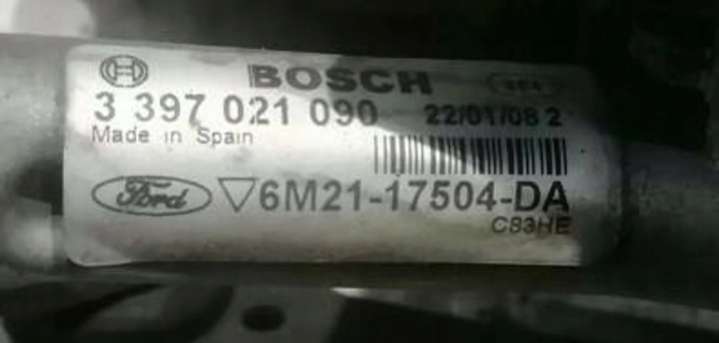 BOSCH
3 397 021 090 22/01/08 2
Made in Spain
Ford 6M21-17504-DA
C83HE